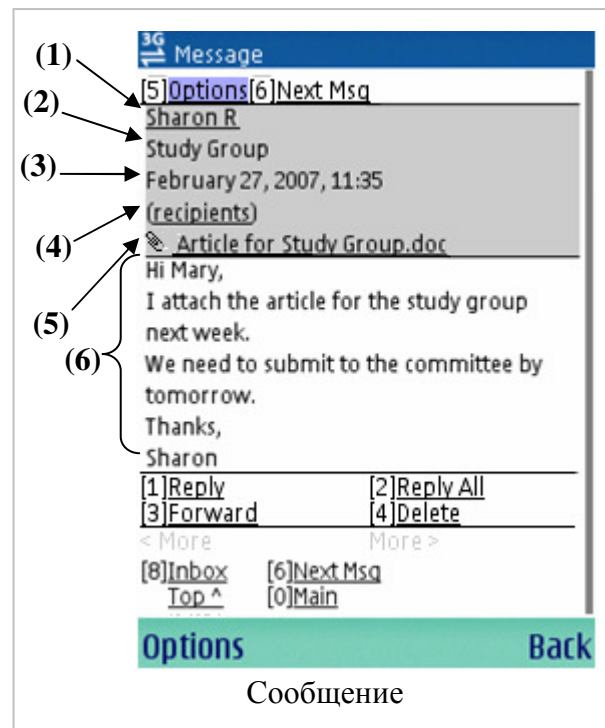 3G Message
[5]Options[6]Next Msg
(1) Sharon R
(2) Study Group
(3) February 27, 2007, 11:35
(4) (recipients)
(5) Article for Study Group.doc
(6) Hi Mary,
I attach the article for the study group
next week.
We need to submit to the committee by
tomorrow.
Thanks,
Sharon
[1]Reply [2]Reply All
[3]Forward [4]Delete
< More More >
[8]Inbox [6]Next Msg
Top ^ [0]Main
Options Back
Сообщение